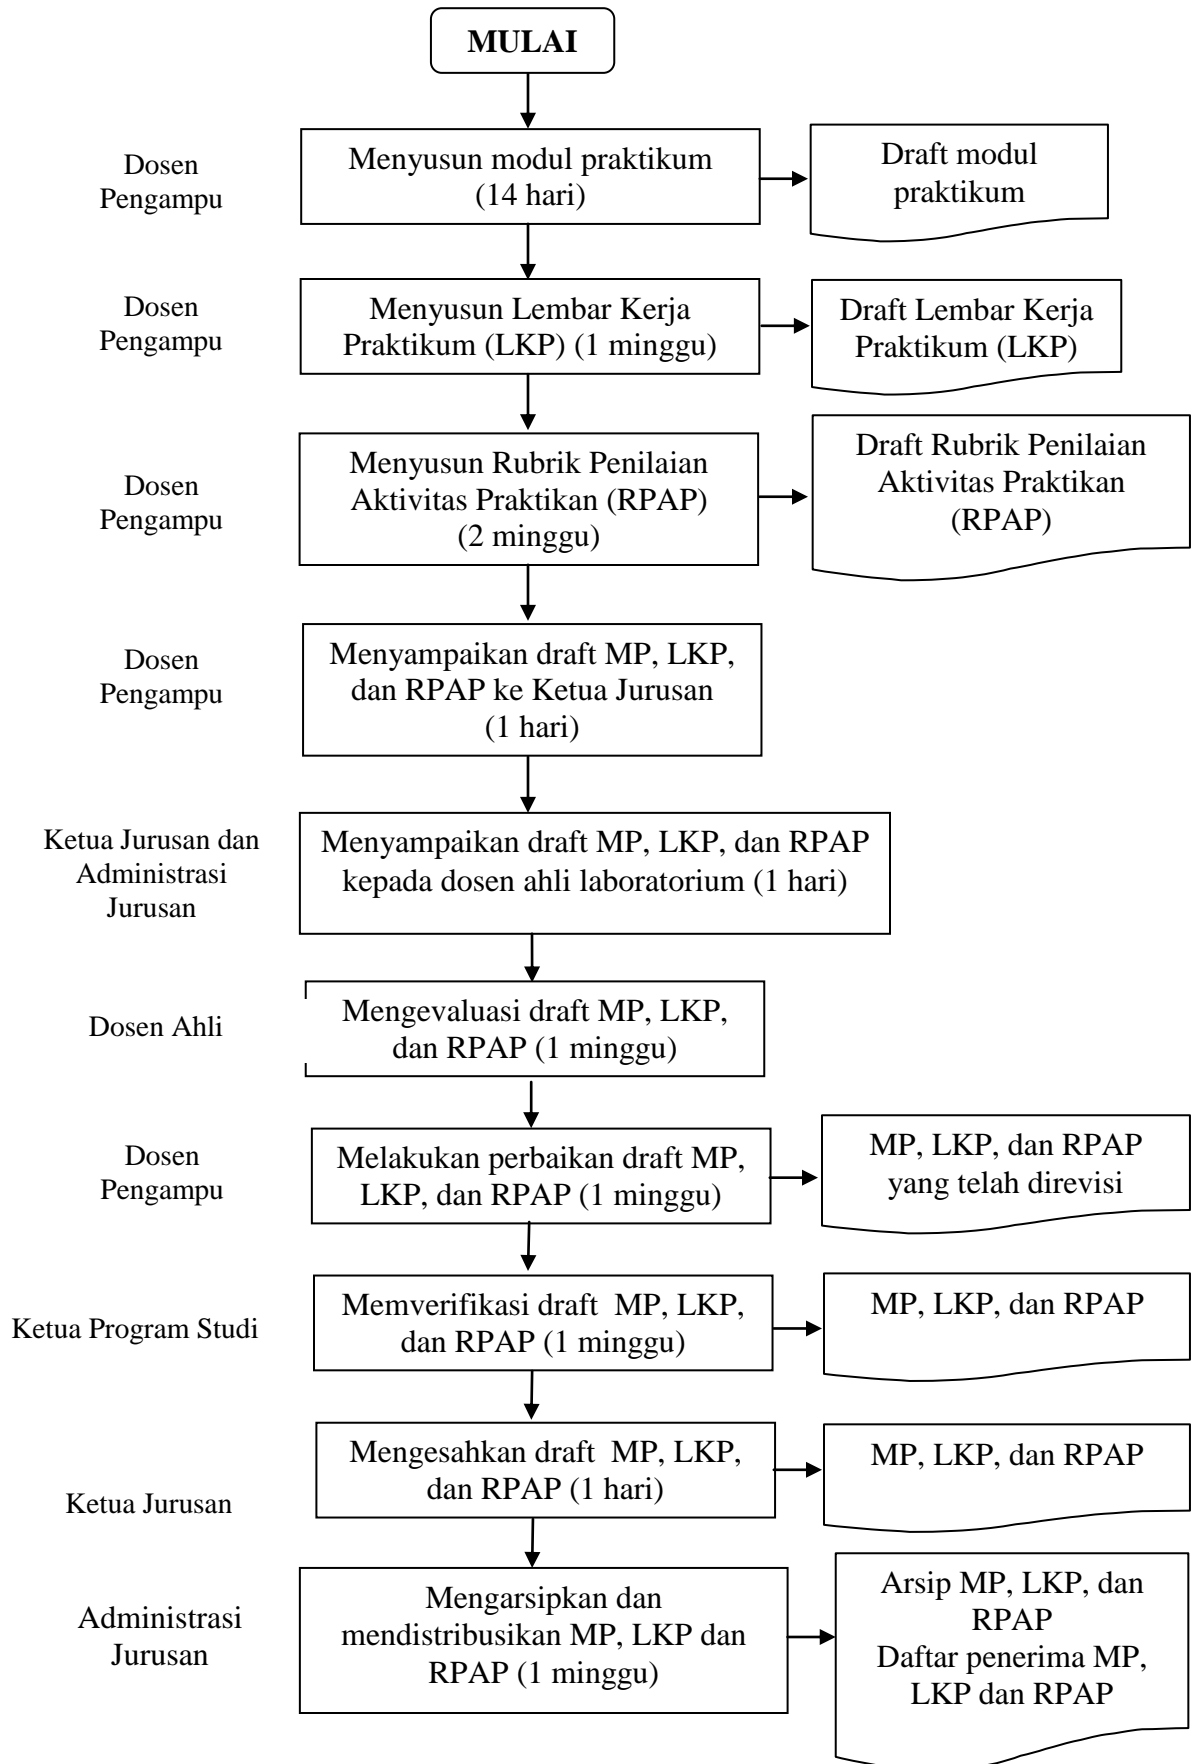 MULAI
Dosen
Pengampu
Menyusun modul praktikum
(14 hari)
Draft modul
praktikum
Dosen
Pengampu
Menyusun Lembar Kerja
Praktikum (LKP) (1 minggu)
Draft Lembar Kerja
Praktikum (LKP)
Dosen
Pengampu
Menyusun Rubrik Penilaian
Aktivitas Praktikan (RPAP)
(2 minggu)
Draft Rubrik Penilaian
Aktivitas Praktikan
(RPAP)
Dosen
Pengampu
Menyampaikan draft MP, LKP,
dan RPAP ke Ketua Jurusan
(1 hari)
Ketua Jurusan dan
Administrasi
Jurusan
Menyampaikan draft MP, LKP, dan RPAP
kepada dosen ahli laboratorium (1 hari)
Dosen Ahli
Mengevaluasi draft MP, LKP,
dan RPAP (1 minggu)
Dosen
Pengampu
Melakukan perbaikan draft MP,
LKP, dan RPAP (1 minggu)
MP, LKP, dan RPAP
yang telah direvisi
Ketua Program Studi
Memverifikasi draft MP, LKP,
dan RPAP (1 minggu)
MP, LKP, dan RPAP
Ketua Jurusan
Mengesahkan draft MP, LKP,
dan RPAP (1 hari)
MP, LKP, dan RPAP
Administrasi
Jurusan
Mengarsipkan dan
mendistribusikan MP, LKP dan
RPAP (1 minggu)
Arsip MP, LKP, dan
RPAP
Daftar penerima MP,
LKP dan RPAP